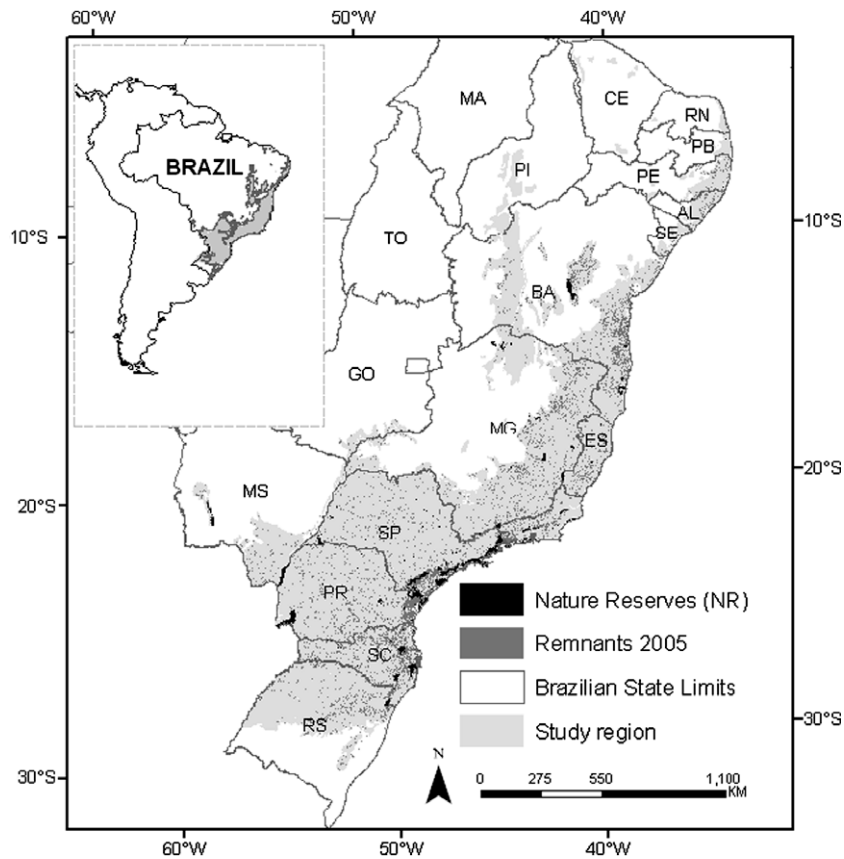 60°W 50°W 40°W
BRAZIL
MA
CE
RN
PB
PI
PE
AL
SE
10°S
10°S
TO
BA
GO
MG
ES
MS
20°S
20°S
SP
PR
SC
RS
Nature Reserves (NR)
Remnants 2005
Brazilian State Limits
Study region
N
0 275 550 1,100
KM
30°S
30°S
60°W 50°W 40°W